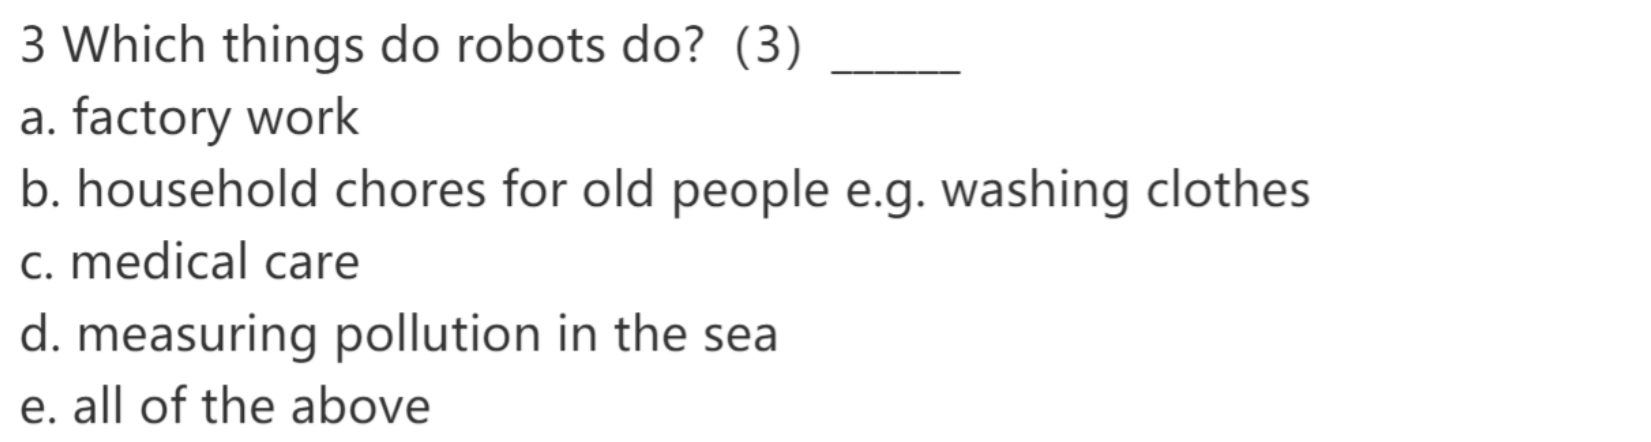 3 Which things do robots do?（3）______
a. factory work
b. household chores for old people e.g. washing clothes
c. medical care
d. measuring pollution in the sea
e. all of the above